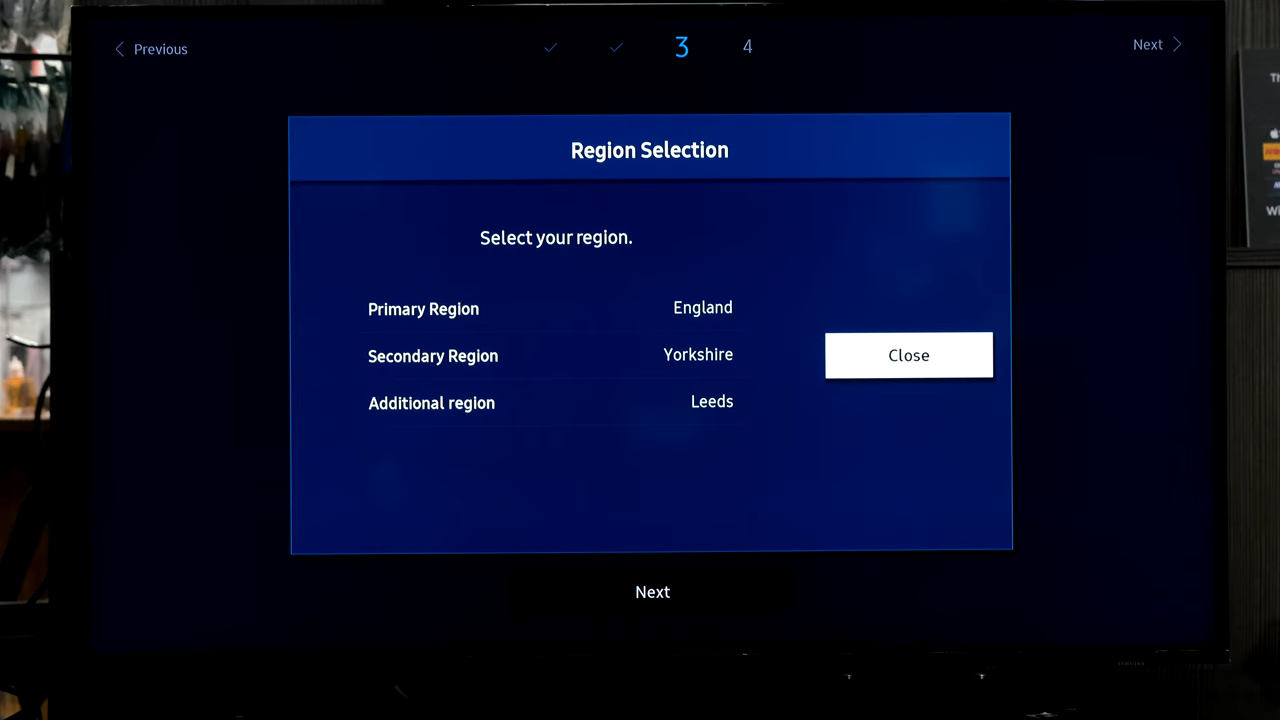 Previous
3
4
Next
Region Selection
Select your region.
Primary Region
England
Secondary Region
Yorkshire
Close
Additional region
Leeds
Next
SAMSUNG